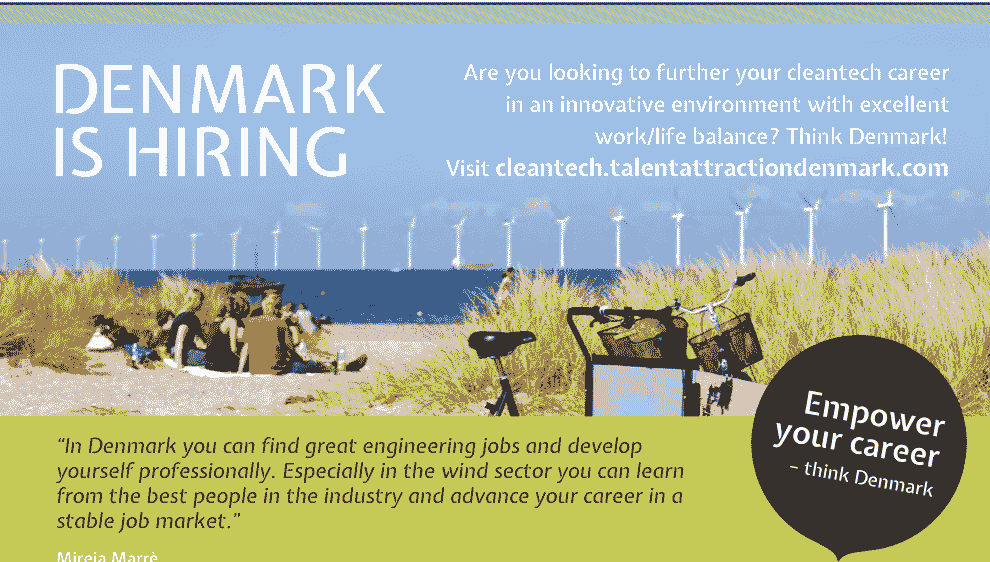 DENMARK
IS HIRING
Are you looking to further your cleantech career
in an innovative environment with excellent
work/life balance? Think Denmark!
Visit cleantech.talentattractiondenmark.com
Empower
your career
– think Denmark
“In Denmark you can find great engineering jobs and develop
yourself professionally. Especially in the wind sector you can learn
from the best people in the industry and advance your career in a
stable job market.”
Mireia Marrè